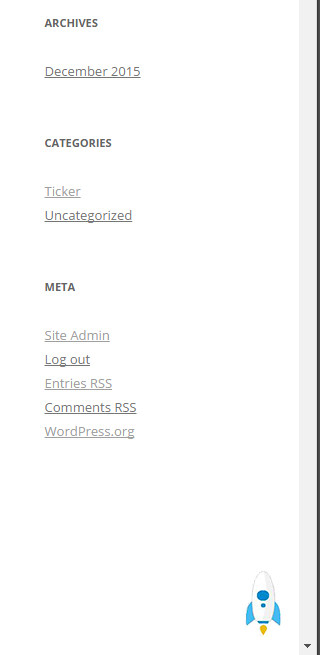 ARCHIVES
December 2015
CATEGORIES
Ticker
Uncategorized
META
Site Admin
Log out
Entries RSS
Comments RSS
WordPress.org